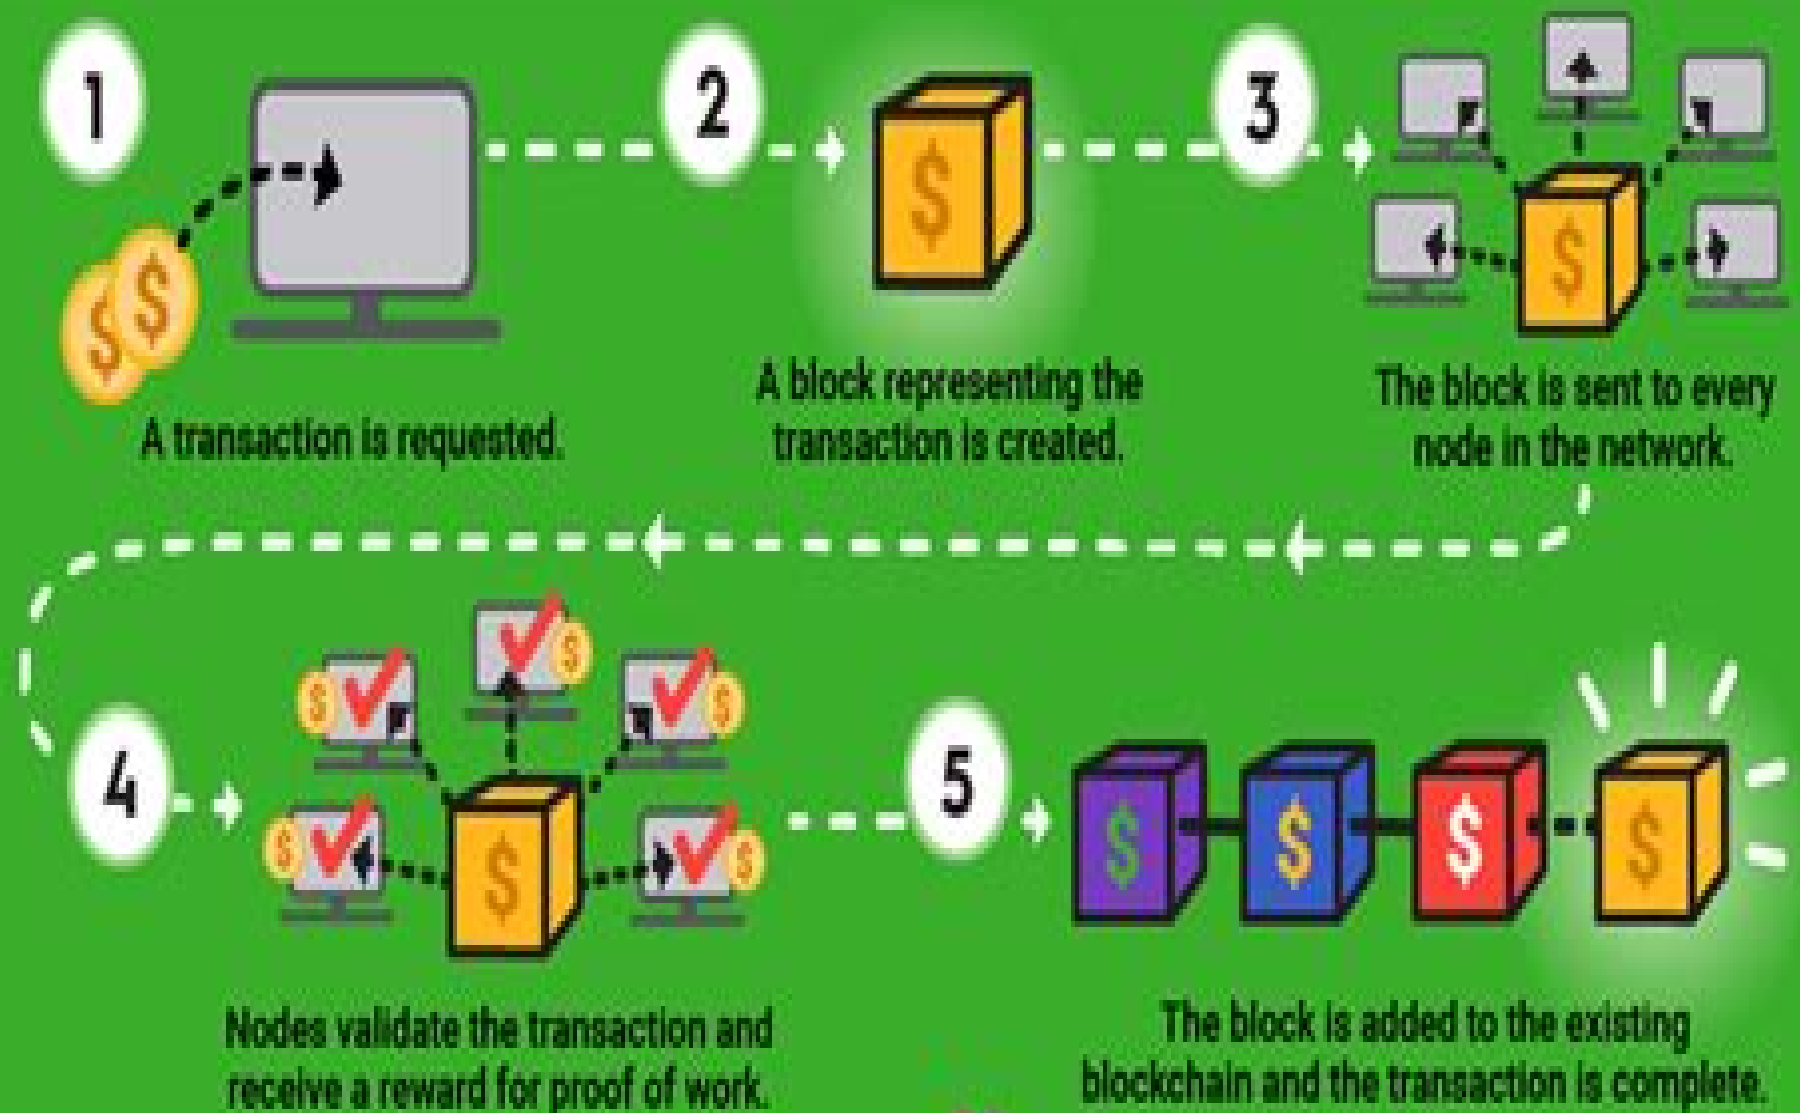 1
2
3
A transaction is requested.
A block representing the
transaction is created.
The block is sent to every
node in the network.
4
5
Nodes validate the transaction and
receive a reward for proof of work.
The block is added to the existing
blockchain and the transaction is complete.